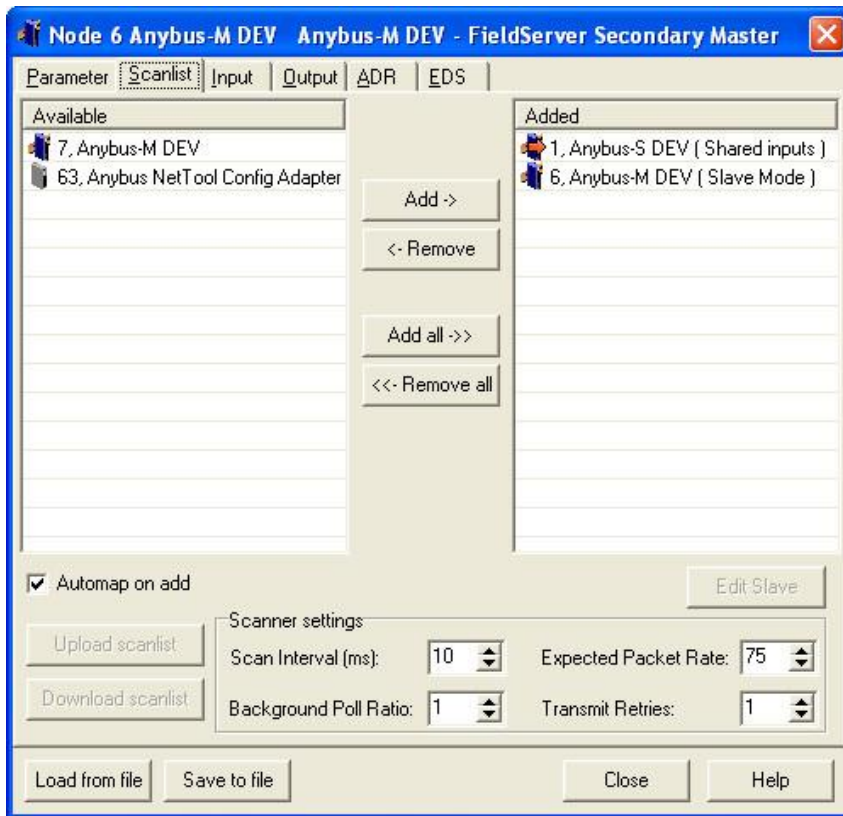 Node 6 Anybus-M DEV   Anybus-M DEV - FieldServer Secondary Master
Parameter Scanlist Input Output ADR EDS
Available
7, Anybus-M DEV
63, Anybus NetTool Config Adapter
Add ->
<- Remove
Add all ->>
<<- Remove all
Added
1, Anybus-S DEV ( Shared inputs )
6, Anybus-M DEV ( Slave Mode )
Automap on add
Edit Slave
Upload scanlist
Download scanlist
Scanner settings
Scan Interval (ms): 10 Expected Packet Rate: 75
Background Poll Ratio: 1 Transmit Retries: 1
Load from file Save to file Close Help